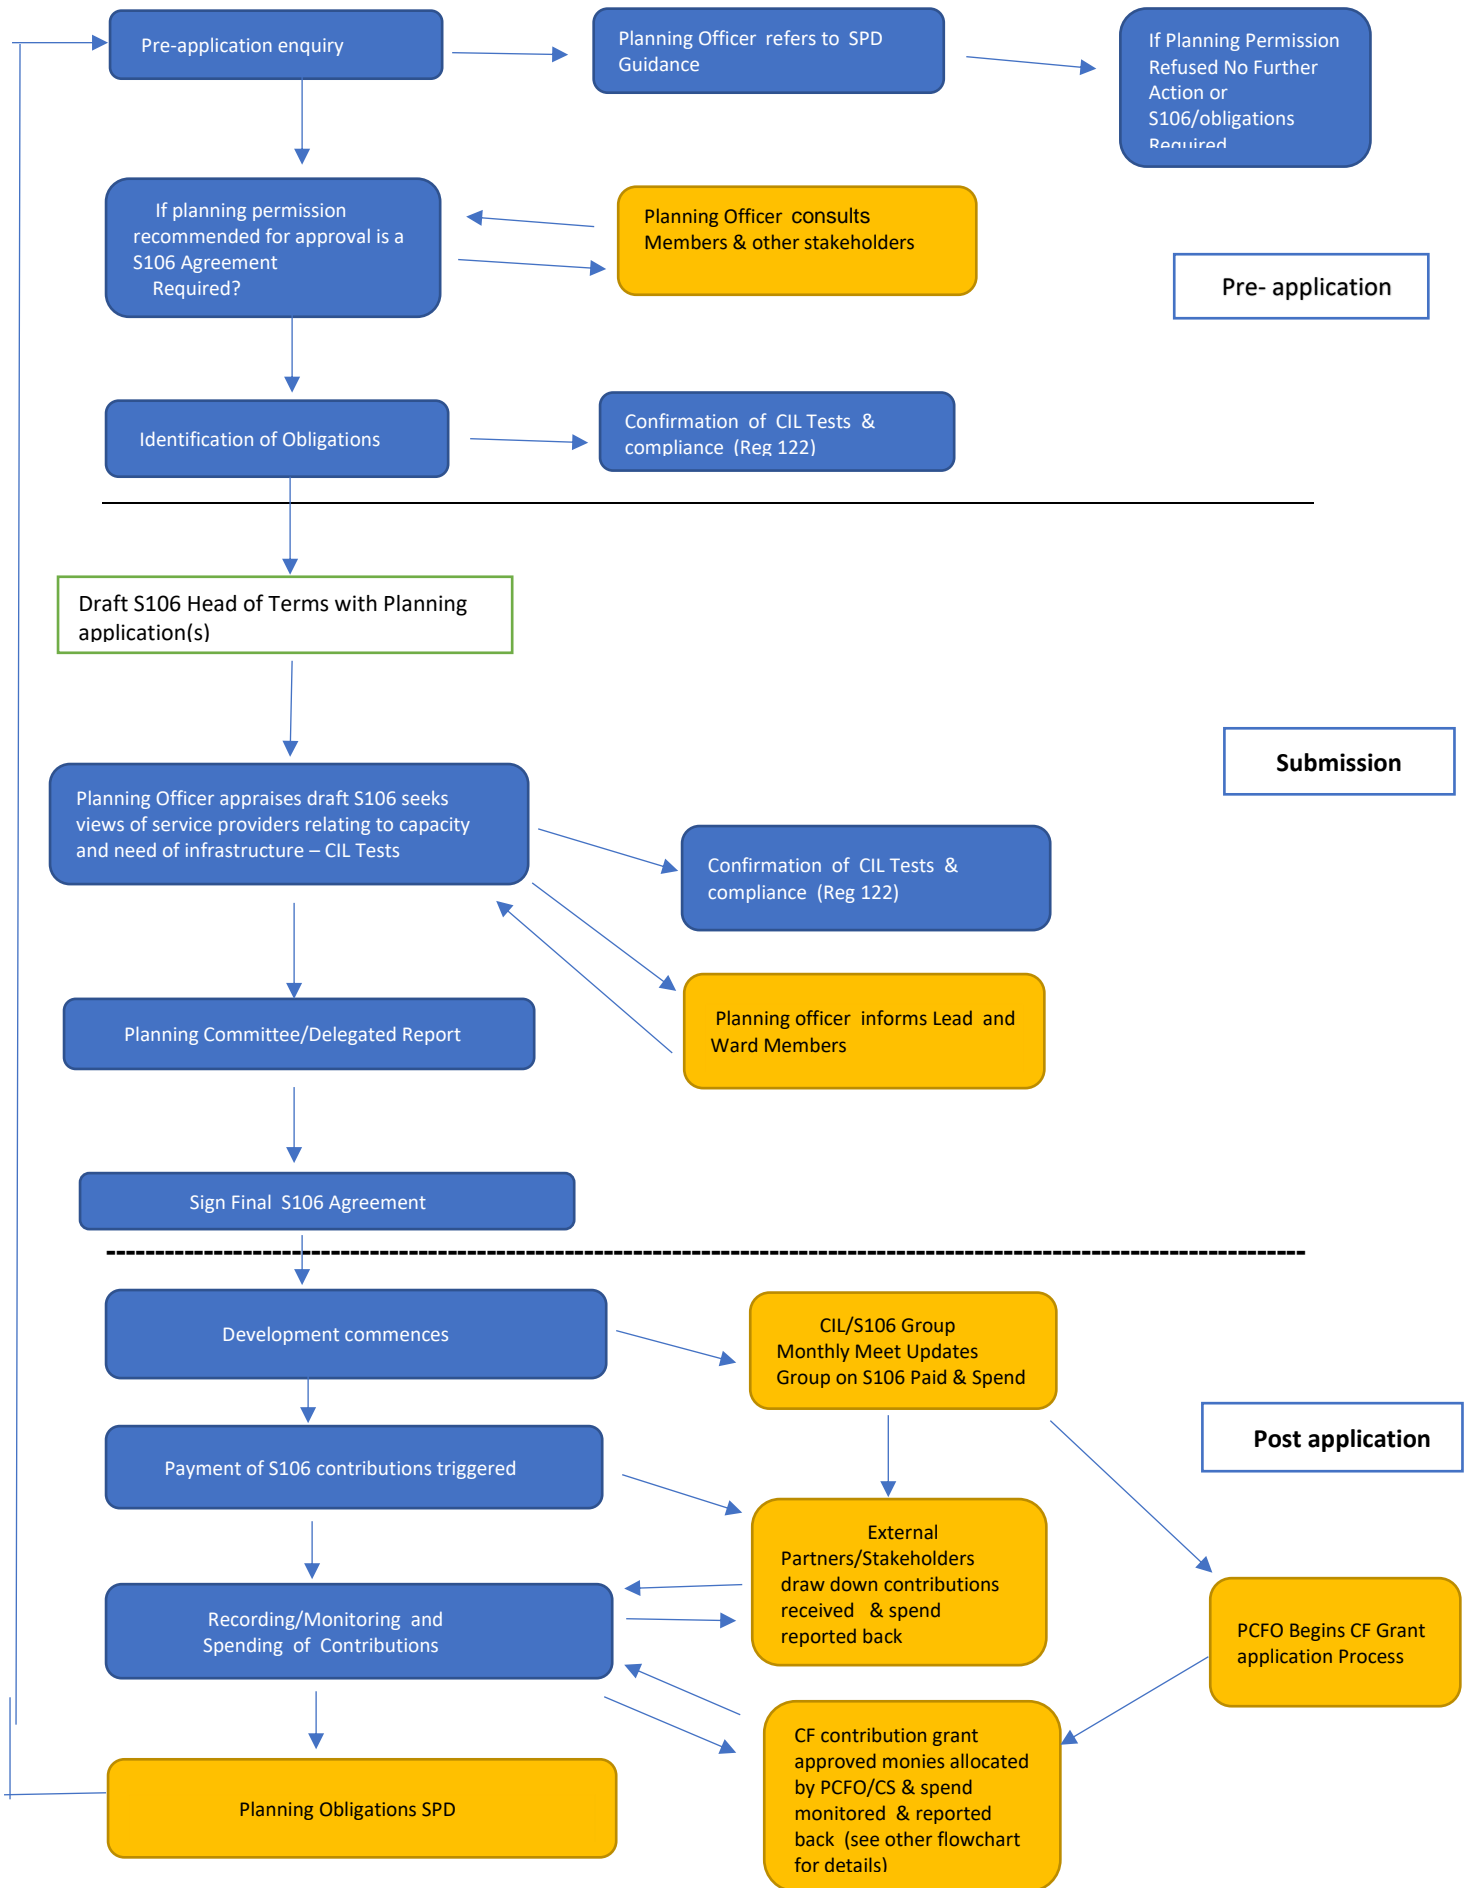 Pre-application enquiry
Planning Officer refers to SPD
Guidance
If Planning Permission
Refused No Further
Action or
S106/obligations
Required
If planning permission
recommended for approval is a
S106 Agreement
Required?
Planning Officer consults
Members & other stakeholders
Pre- application
Identification of Obligations
Confirmation of CIL Tests &
compliance (Reg 122)
Draft S106 Head of Terms with Planning
application(s)
Submission
Planning Officer appraises draft S106 seeks
views of service providers relating to capacity
and need of infrastructure – CIL Tests
Confirmation of CIL Tests &
compliance (Reg 122)
Planning officer informs Lead and
Ward Members
Planning Committee/Delegated Report
Sign Final S106 Agreement
Development commences
CIL/S106 Group
Monthly Meet Updates
Group on S106 Paid & Spend
Post application
Payment of S106 contributions triggered
External
Partners/Stakeholders
draw down contributions
received & spend
reported back
Recording/Monitoring and
Spending of Contributions
PCFO Begins CF Grant
application Process
CF contribution grant
approved monies allocated
by PCFO/CS & spend
monitored & reported
back (see other flowchart
for details)
Planning Obligations SPD